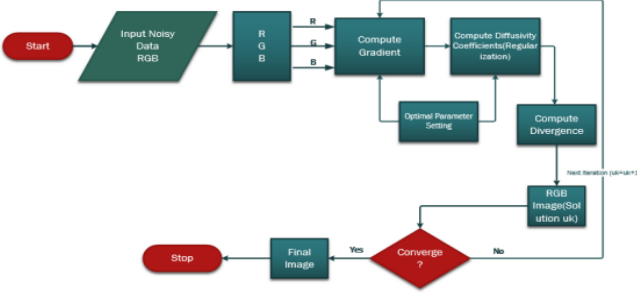 Start
Input Noisy
Data
RGB
R
G
B
R
G
B
Compute
Gradient
Compute Diffusivity
Coefficients(Regular
ization)
Optimal Parameter
Setting
Compute
Divergence
Next Iteration (uk=uk+1
RGB
Image(Sol
ution uk)
Converge
?
Yes
No
Final
Image
Stop